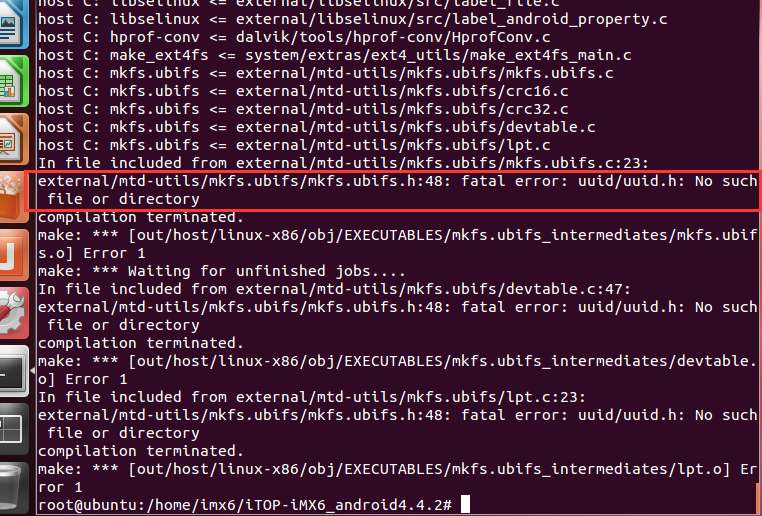 host C: libselinux <= external/libselinux/src/label_file.c
host C: libselinux <= external/libselinux/src/label_android_property.c
host C: hprof-conv <= dalvik/tools/hprof-conv/HprofConv.c
host C: make_ext4fs <= system/extras/ext4_utils/make_ext4fs_main.c
host C: mkfs.ubifs <= external/mtd-utils/mkfs.ubifs/mkfs.ubifs.c
host C: mkfs.ubifs <= external/mtd-utils/mkfs.ubifs/crc16.c
host C: mkfs.ubifs <= external/mtd-utils/mkfs.ubifs/crc32.c
host C: mkfs.ubifs <= external/mtd-utils/mkfs.ubifs/devtable.c
host C: mkfs.ubifs <= external/mtd-utils/mkfs.ubifs/lpt.c
In file included from external/mtd-utils/mkfs.ubifs/mkfs.ubifs.c:23:
external/mtd-utils/mkfs.ubifs/mkfs.ubifs.h:48: fatal error: uuid/uuid.h: No such
 file or directory
compilation terminated.
make: *** [out/host/linux-x86/obj/EXECUTABLES/mkfs.ubifs_intermediates/mkfs.ubif
s.o] Error 1
make: *** Waiting for unfinished jobs....
In file included from external/mtd-utils/mkfs.ubifs/devtable.c:47:
external/mtd-utils/mkfs.ubifs/mkfs.ubifs.h:48: fatal error: uuid/uuid.h: No such
 file or directory
compilation terminated.
make: *** [out/host/linux-x86/obj/EXECUTABLES/mkfs.ubifs_intermediates/devtable.
o] Error 1
In file included from external/mtd-utils/mkfs.ubifs/lpt.c:23:
external/mtd-utils/mkfs.ubifs/mkfs.ubifs.h:48: fatal error: uuid/uuid.h: No such
 file or directory
compilation terminated.
make: *** [out/host/linux-x86/obj/EXECUTABLES/mkfs.ubifs_intermediates/lpt.o] Er
ror 1
root@ubuntu:/home/imx6/iTOP-iMX6_android4.4.2#